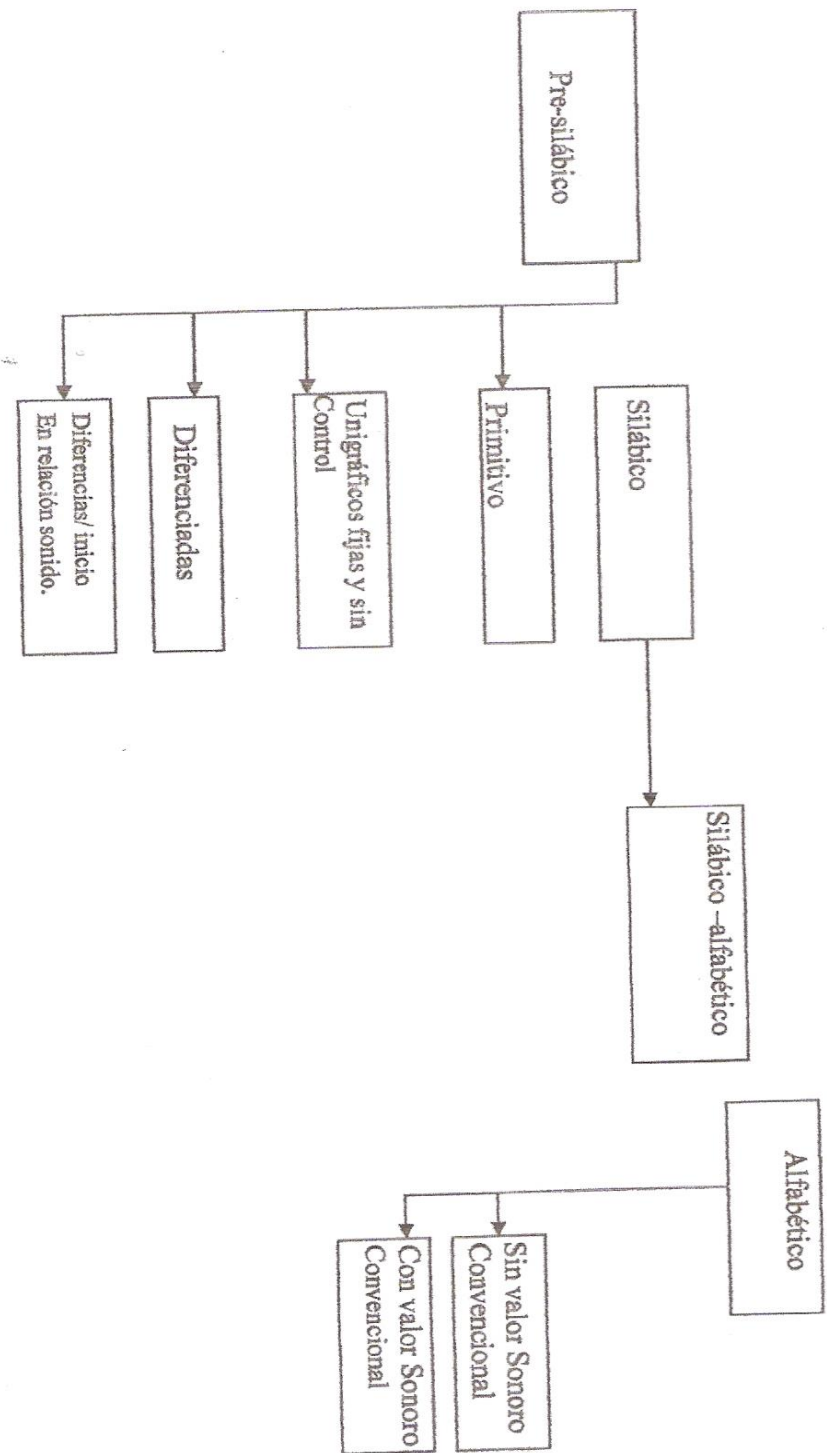 Pre-silábico
Primitivo
Unigráficos fijas y sin
Control
Diferenciadas
Diferencias/ inicio
En relación sonido.
Silábico
Silábico –alfabético
Alfabético
Sin valor Sonoro
Convencional
Con valor Sonoro
Convencional